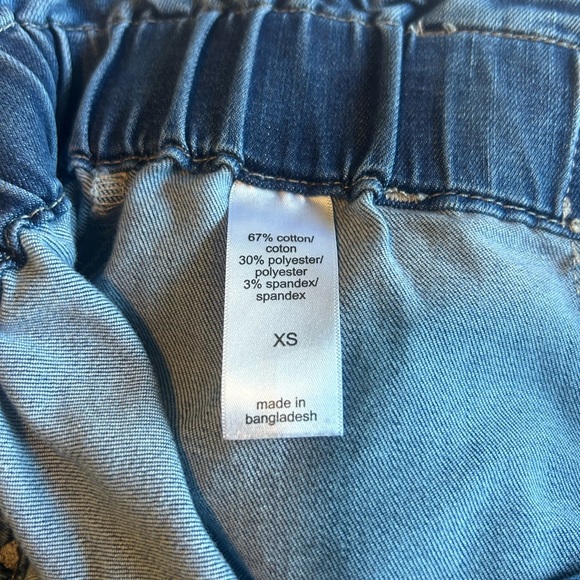 67% cotton/
coton
30% polyester/
polyester
3% spandex/
spandex
XS
made in
bangladesh